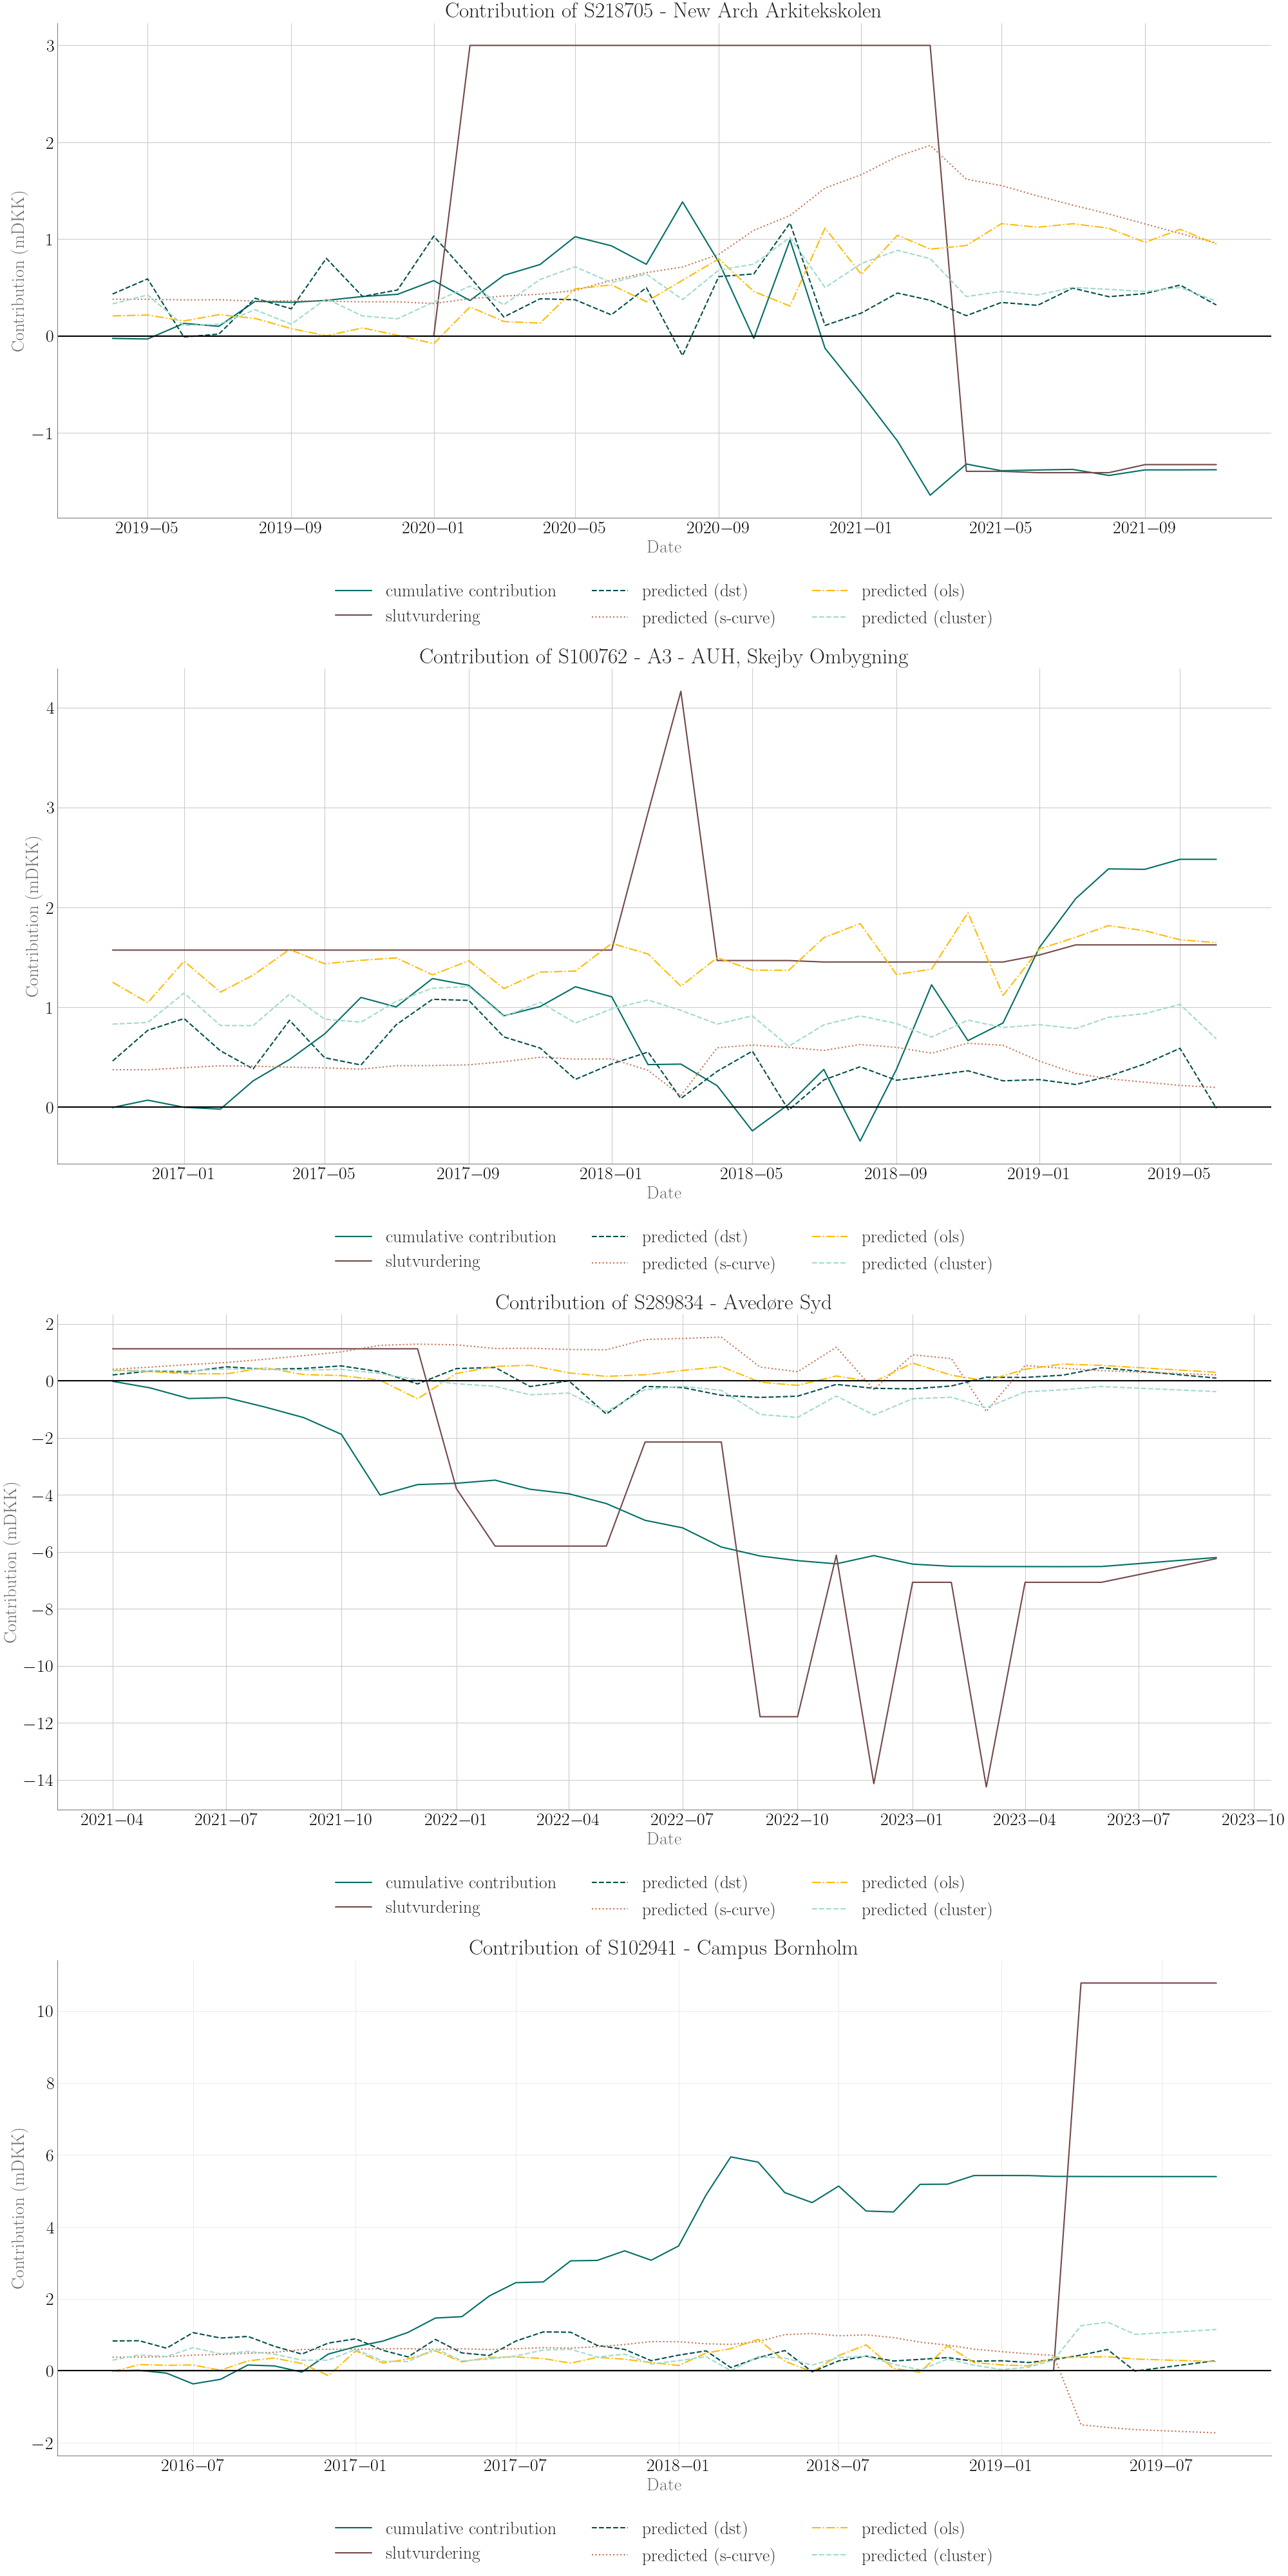 Contribution of S218705 - New Arch Arkitekskolen
3
2
1
0
−1
Contribution (mDKK)
2019−05 2019−09 2020−01 2020−05 2020−09 2021−01 2021−05 2021−09
Date
cumulative contribution predicted (dst) predicted (ols)
slutvurdering predicted (s-curve) predicted (cluster)
Contribution of S100762 - A3 - AUH, Skejby Ombygning
4
3
2
1
0
Contribution (mDKK)
2017−01 2017−05 2017−09 2018−01 2018−05 2018−09 2019−01 2019−05
Date
cumulative contribution predicted (dst) predicted (ols)
slutvurdering predicted (s-curve) predicted (cluster)
Contribution of S289834 - Avedøre Syd
2
0
−2
−4
−6
−8
−10
−12
−14
Contribution (mDKK)
2021−04 2021−07 2021−10 2022−01 2022−04 2022−07 2022−10 2023−01 2023−04 2023−07 2023−10
Date
cumulative contribution predicted (dst) predicted (ols)
slutvurdering predicted (s-curve) predicted (cluster)
Contribution of S102941 - Campus Bornholm
10
8
6
4
2
0
−2
Contribution (mDKK)
2016−07 2017−01 2017−07 2018−01 2018−07 2019−01 2019−07
Date
cumulative contribution predicted (dst) predicted (ols)
slutvurdering predicted (s-curve) predicted (cluster)